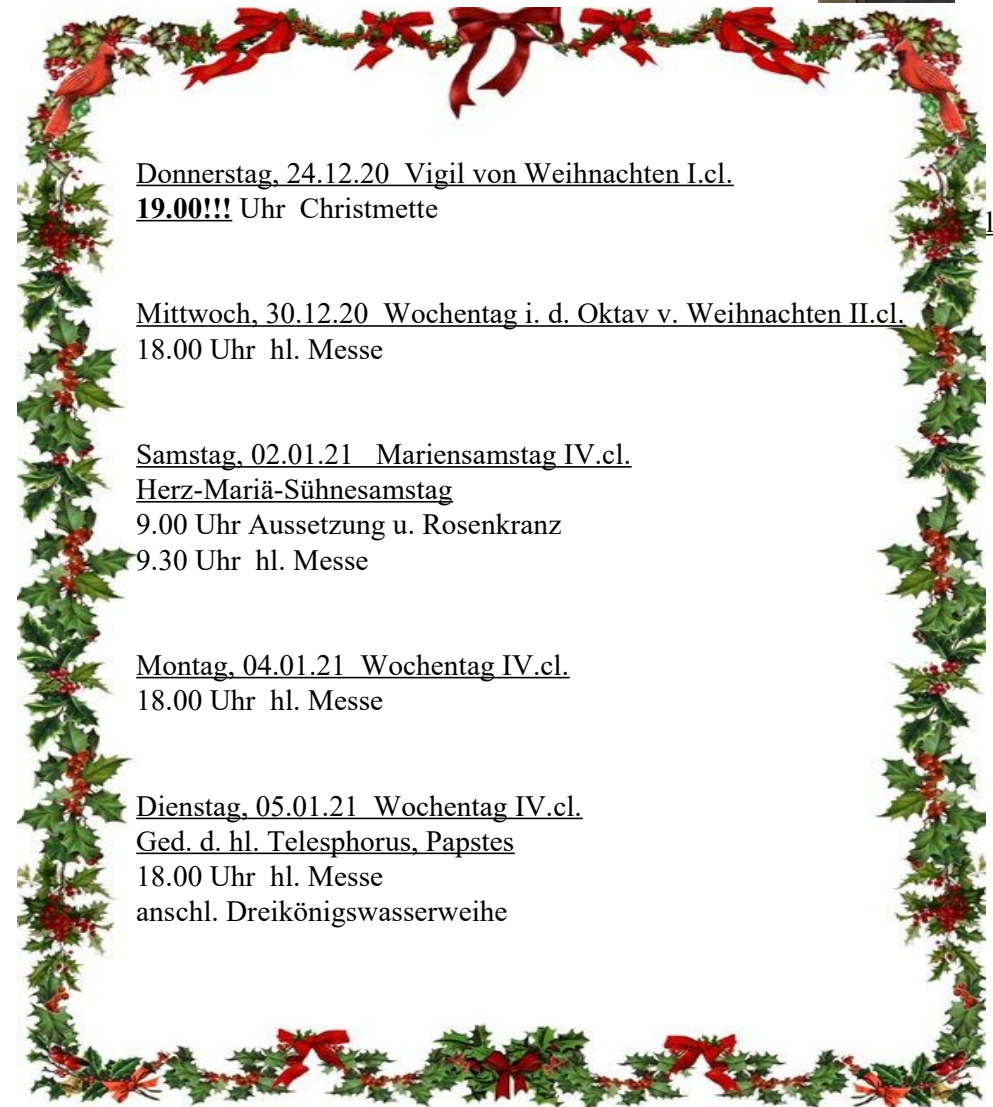 Donnerstag, 24.12.20  Vigil von Weihnachten I.cl.
19.00!!! Uhr  Christmette
Mittwoch, 30.12.20  Wochentag i. d. Oktav v. Weihnachten II.cl.
18.00 Uhr  hl. Messe
Samstag, 02.01.21   Mariensamstag IV.cl.
Herz-Mariä-Sühnesamstag
9.00 Uhr Aussetzung u. Rosenkranz
9.30 Uhr  hl. Messe
Montag, 04.01.21  Wochentag IV.cl.
18.00 Uhr  hl. Messe
Dienstag, 05.01.21  Wochentag IV.cl.
Ged. d. hl. Telesphorus, Papstes
18.00 Uhr  hl. Messe
anschl. Dreikönigswasserweihe